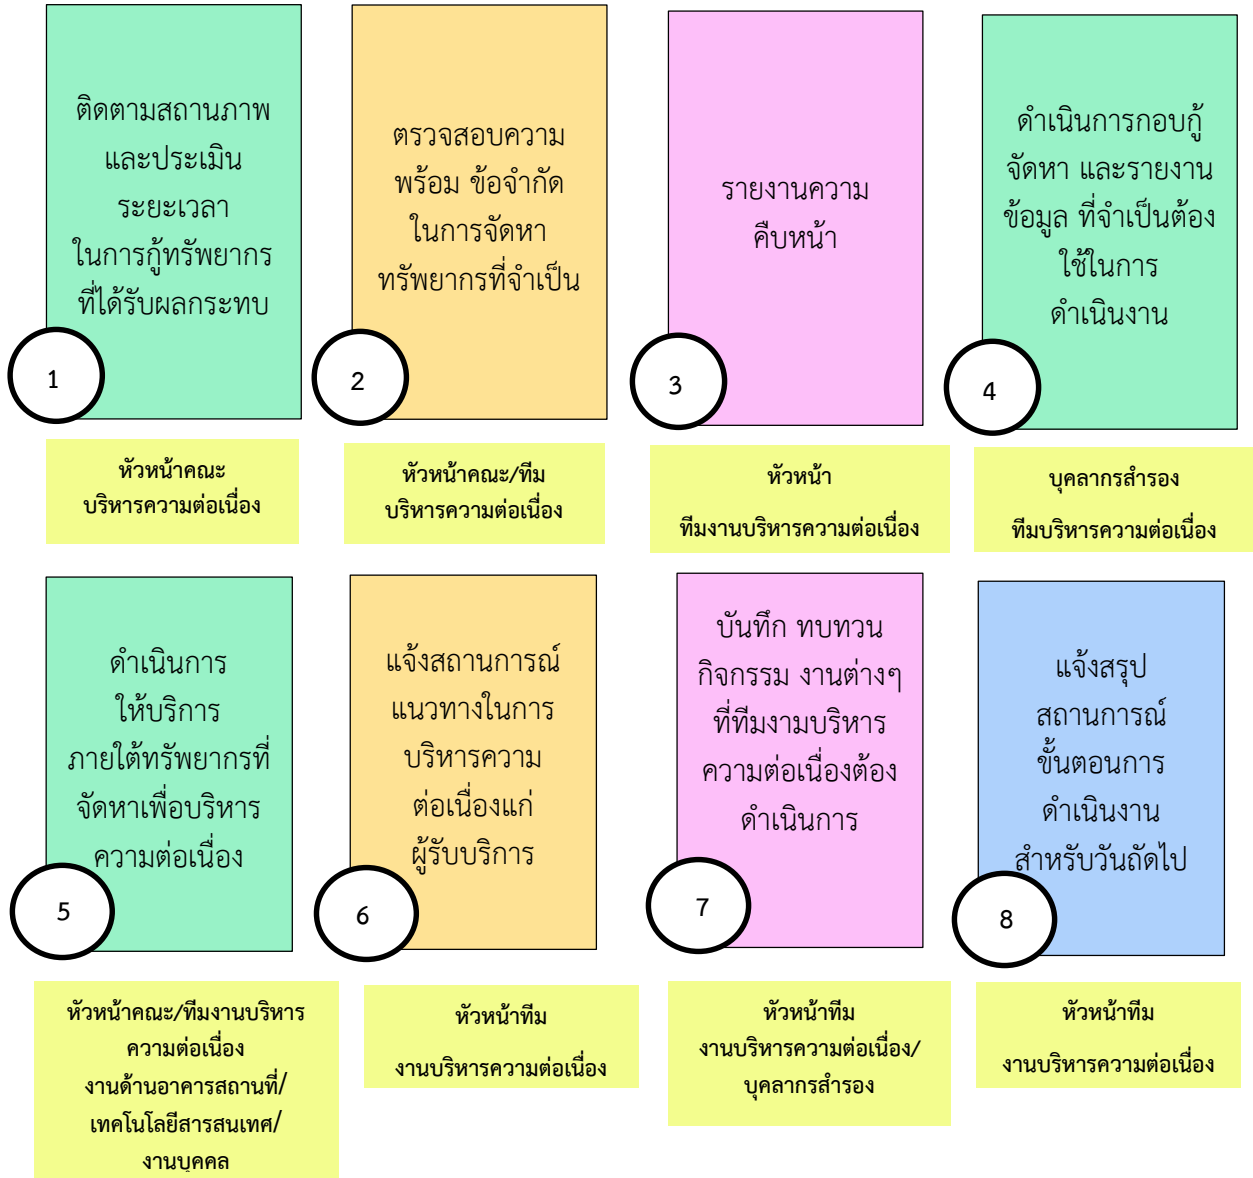 ติดตามสถานภาพ
และประเมิน
ระยะเวลา
ในการกู้ทรัพยากร
ที่ได้รับผลกระทบ
1
หัวหน้าคณะ
บริหารความต่อเนื่อง
ตรวจสอบความ
พร้อม ข้อจำกัด
ในการจัดหา
ทรัพยากรที่จำเป็น
2
หัวหน้าคณะ/ทีม
บริหารความต่อเนื่อง
รายงานความ
คืบหน้า
3
หัวหน้า
ทีมงานบริหารความต่อเนื่อง
ดำเนินการกอบกู้
จัดหา และรายงาน
ข้อมูล ที่จำเป็นต้อง
ใช้ในการ
ดำเนินงาน
4
บุคลากรสำรอง
ทีมบริหารความต่อเนื่อง
ดำเนินการ
ให้บริการ
ภายใต้ทรัพยากรที่
จัดหาเพื่อบริหาร
ความต่อเนื่อง
5
หัวหน้าคณะ/ทีมงานบริหาร
ความต่อเนื่อง
งานด้านอาคารสถานที่/
เทคโนโลยีสารสนเทศ/
งานบุคคล
แจ้งสถานการณ์
แนวทางในการ
บริหารความ
ต่อเนื่องแก่
ผู้รับบริการ
6
หัวหน้าทีม
งานบริหารความต่อเนื่อง
บันทึก ทบทวน
กิจกรรม งานต่างๆ
ที่ทีมงามบริหาร
ความต่อเนื่องต้อง
ดำเนินการ
7
หัวหน้าทีม
งานบริหารความต่อเนื่อง/
บุคลากรสำรอง
แจ้งสรุป
สถานการณ์
ขั้นตอนการ
ดำเนินงาน
สำหรับวันถัดไป
8
หัวหน้าทีม
งานบริหารความต่อเนื่อง